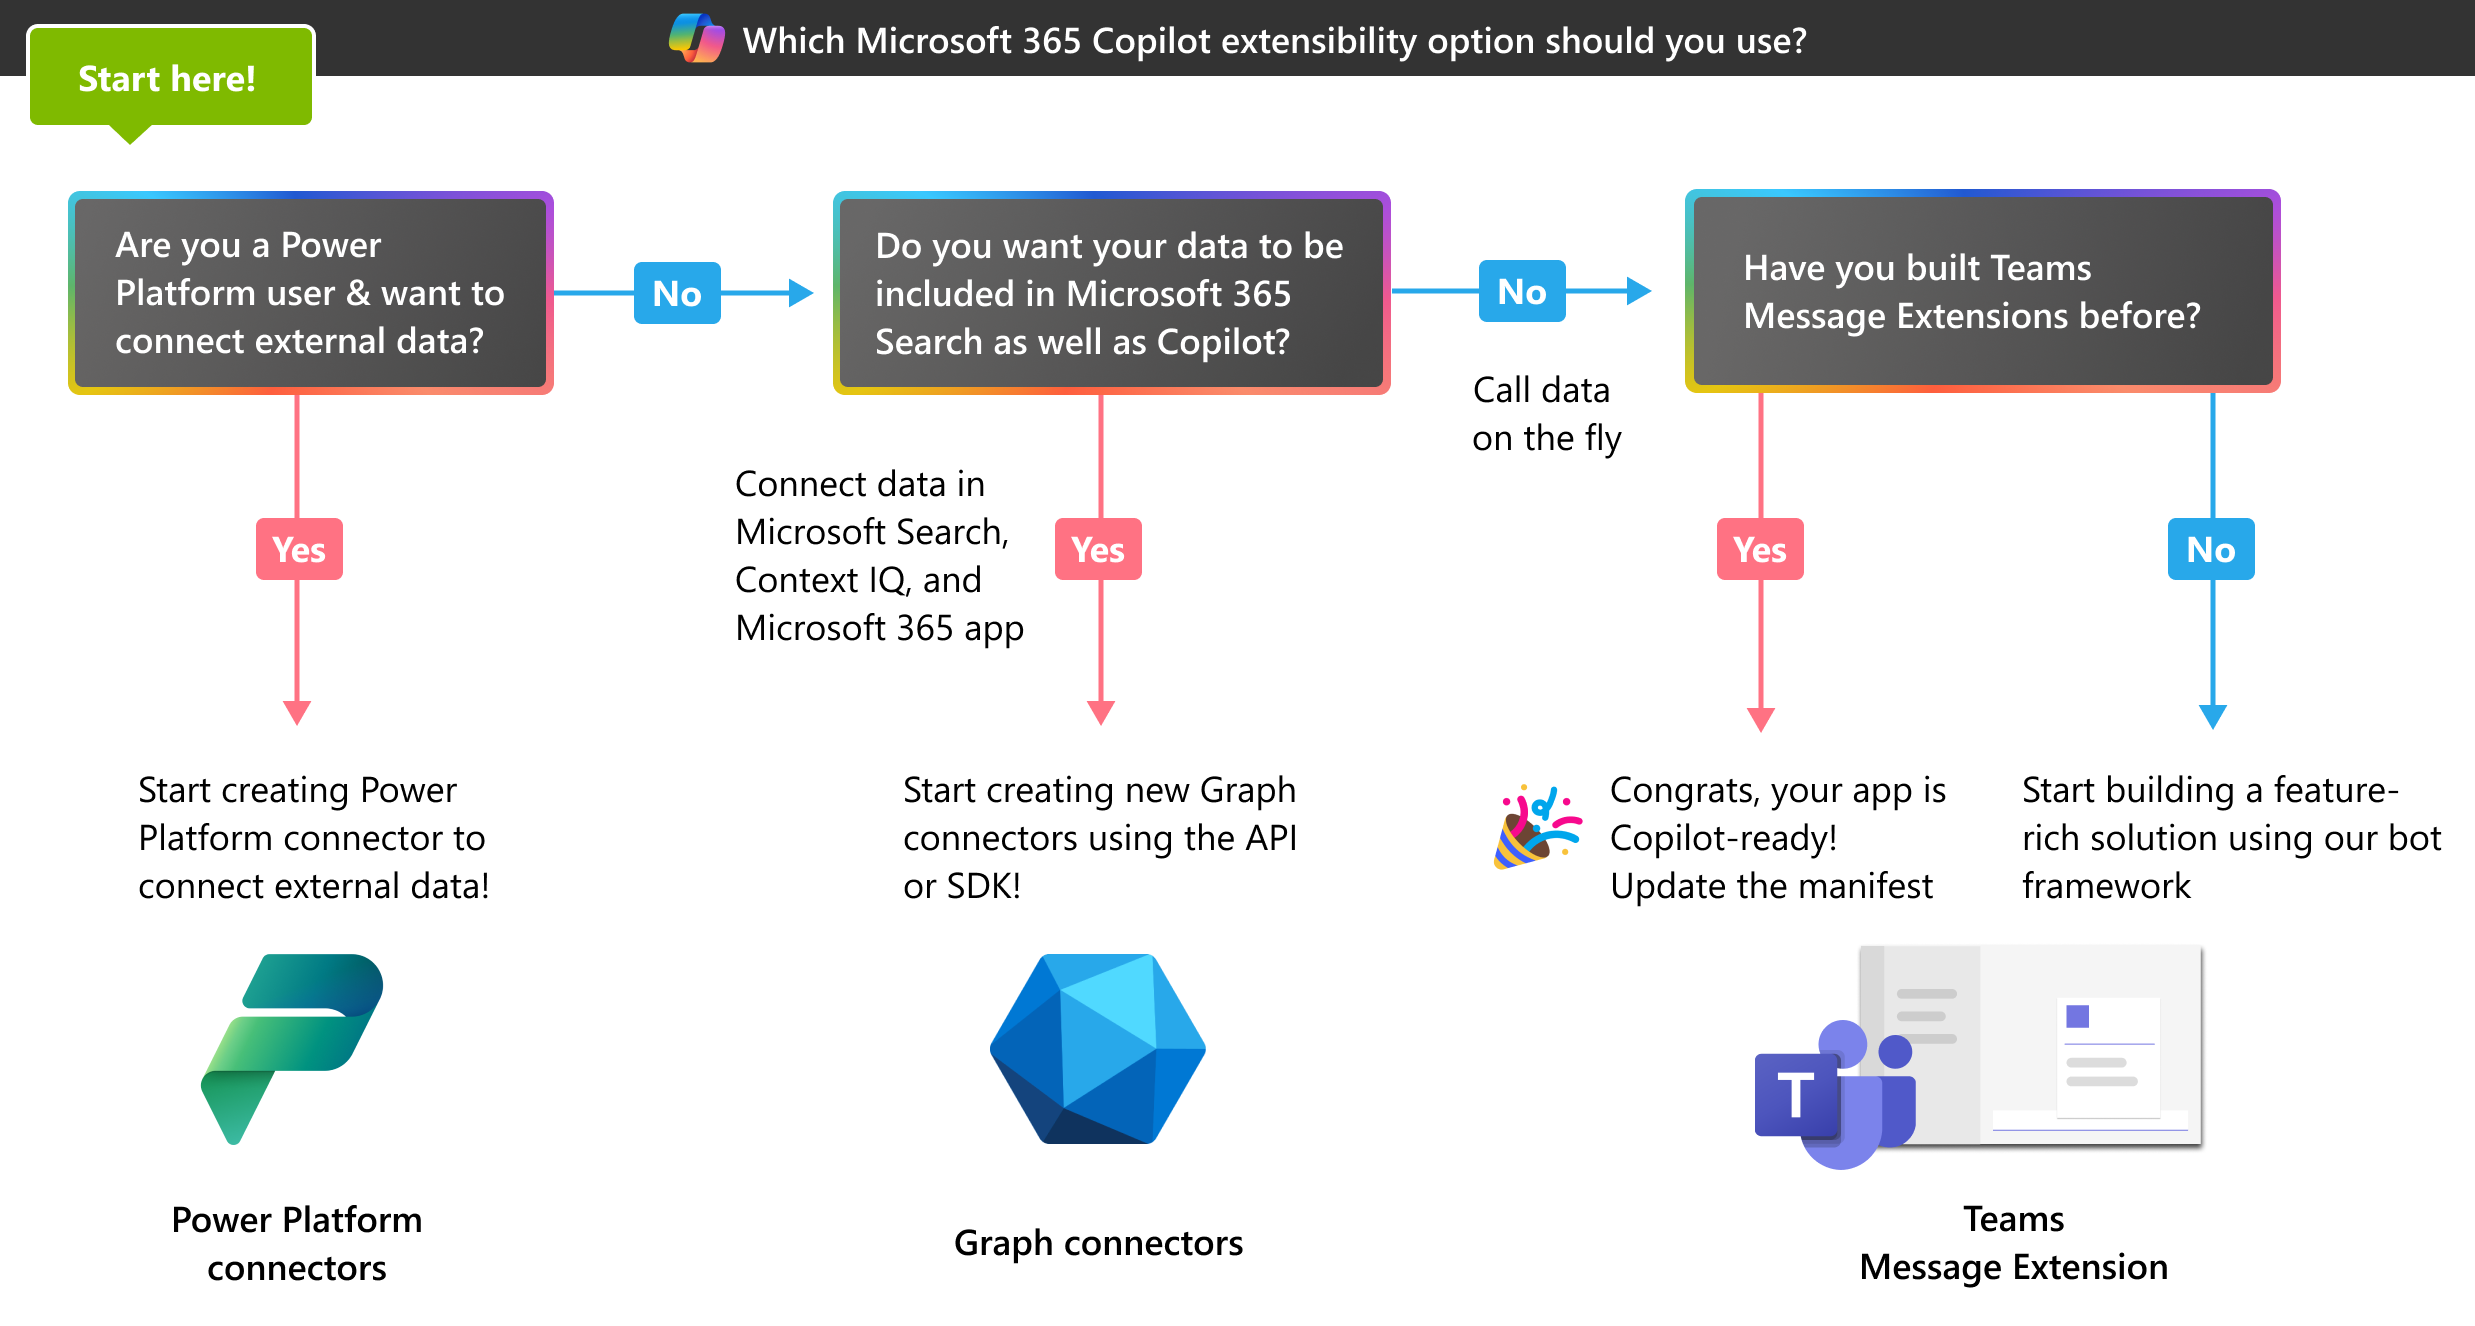 Which Microsoft 365 Copilot extensibility option should you use?
Start here!
Are you a Power
Platform user & want to
connect external data?
No
Do you want your data to be
included in Microsoft 365
Search as well as Copilot?
No
Call data
on the fly
Have you built Teams
Message Extensions before?
Yes
Connect data in
Microsoft Search,
Context IQ, and
Microsoft 365 app
Yes
Yes
No
Start creating Power
Platform connector to
connect external data!
Start creating new Graph
connectors using the API
or SDK!
Congrats, your app is
Copilot-ready!
Update the manifest
Start building a feature-
rich solution using our bot
framework
T
Power Platform
connectors
Graph connectors
Teams
Message Extension